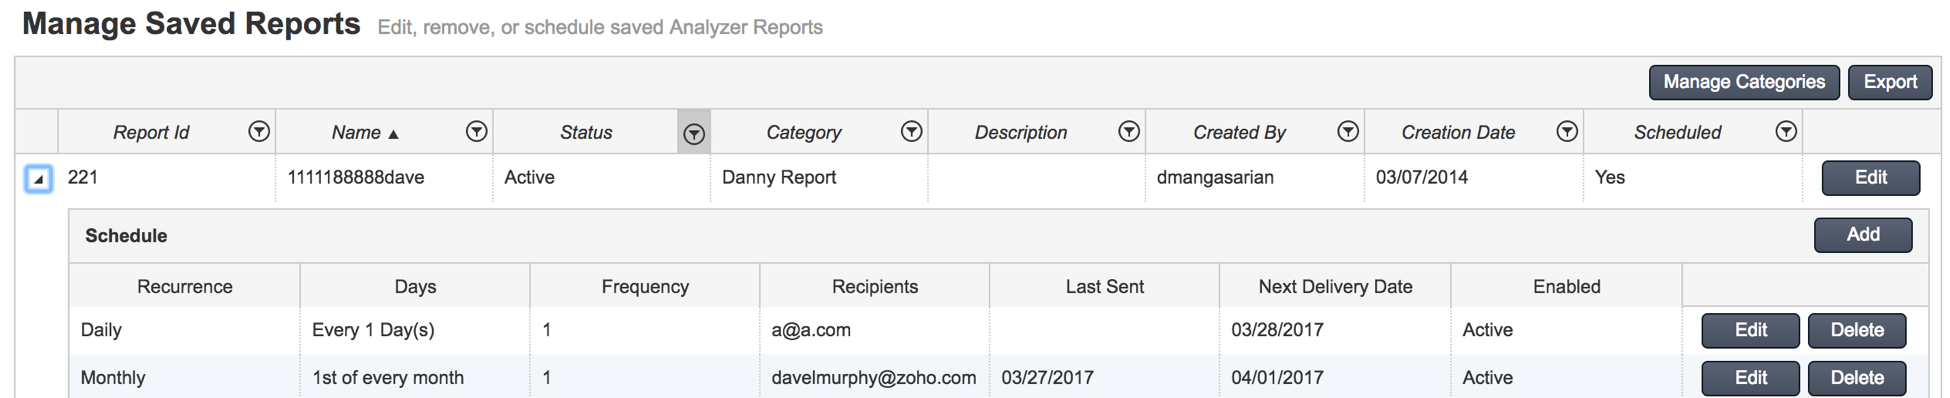 Manage Saved Reports Edit, remove, or schedule saved Analyzer Reports
Manage Categories Export
Report Id Name ▲ Status Category Description Created By Creation Date Scheduled
221 1111188888dave Active Danny Report dmangasarian 03/07/2014 Yes Edit
Schedule Add
Recurrence Days Frequency Recipients Last Sent Next Delivery Date Enabled
Daily Every 1 Day(s) 1 a@a.com 03/28/2017 Active Edit Delete
Monthly 1st of every month 1 davelmurphy@zoho.com 03/27/2017 04/01/2017 Active Edit Delete